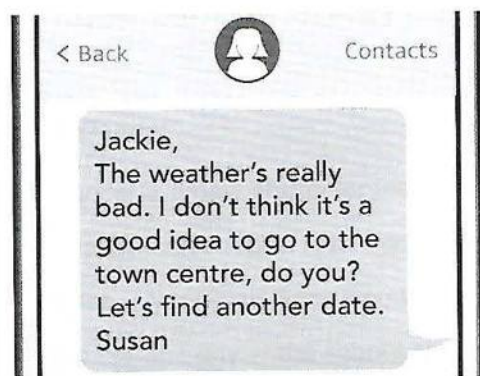 < Back
Contacts
Jackie,
The weather's really
bad. I don't think it's a
good idea to go to the
town centre, do you?
Let's find another date.
Susan